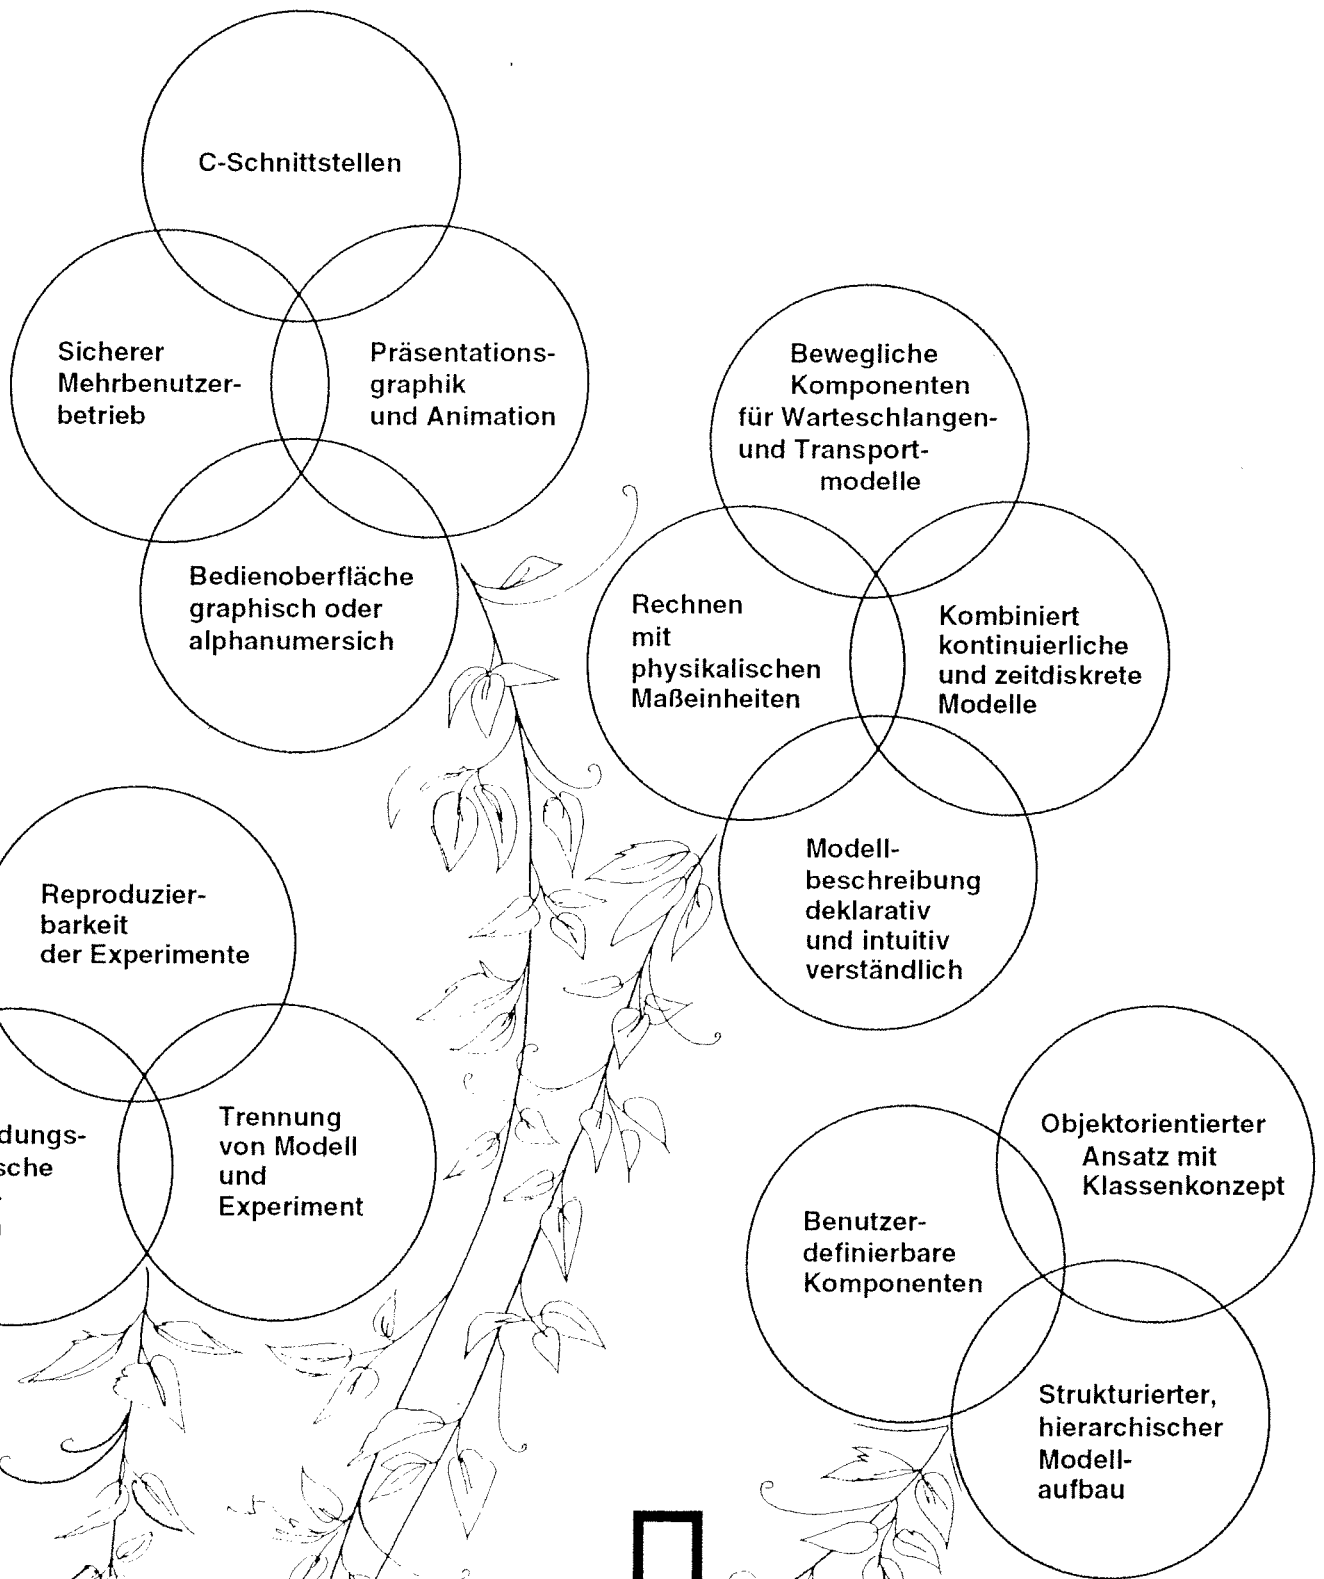 C-Schnittstellen
Sicherer
Mehrbenutzer-
betrieb
Präsentations-
graphik
und Animation
Bedienoberfläche
graphisch oder
alphanumersich
Bewegliche
Komponenten
für Warteschlangen-
und Transport-
modelle
Rechnen
mit
physikalischen
Maßeinheiten
Kombiniert
kontinuierliche
und zeitdiskrete
Modelle
Modell-
beschreibung
deklarativ
und intuitiv
verständlich
Reproduzier-
barkeit
der Experimente
dungs-
sche
Trennung
von Modell
und
Experiment
Objektorientierter
Ansatz mit
Klassenkonzept
Benutzer-
definierbare
Komponenten
Strukturierter,
hierarchischer
Modell-
aufbau